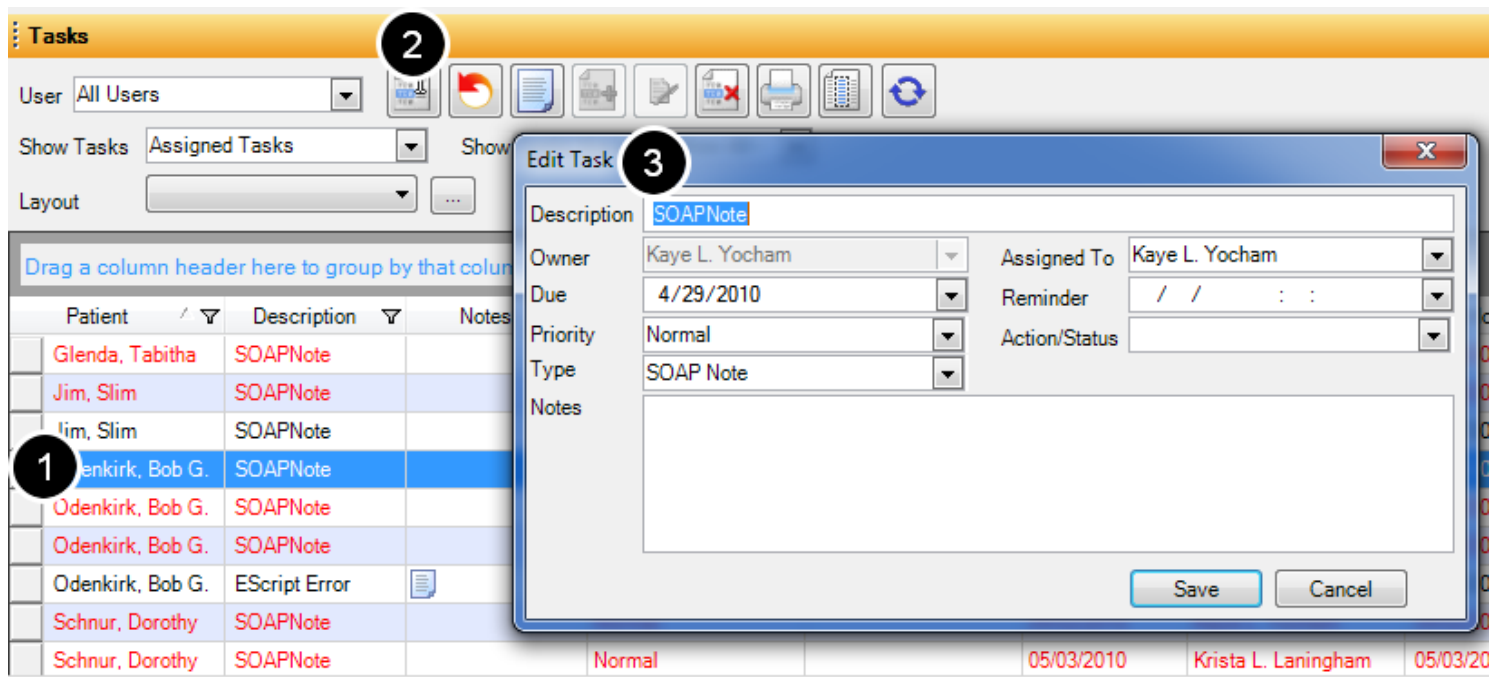 Tasks
2
User All Users
Show Tasks Assigned Tasks Show
Layout ...
Drag a column header here to group by that colum
Patient Description Notes
Glenda, Tabitha SOAPNote
Jim, Slim SOAPNote
Jim, Slim SOAPNote
1 enkirk, Bob G. SOAPNote
Odenkirk, Bob G. SOAPNote
Odenkirk, Bob G. SOAPNote
Odenkirk, Bob G. EScript Error
Schnur, Dorothy SOAPNote
Schnur, Dorothy SOAPNote Normal 05/03/2010 Krista L. Laningham 05/03/20
Edit Task 3
Description SOAPNote
Owner Kaye L. Yocham Assigned To Kaye L. Yocham
Due 4/29/2010 Reminder / / : :
Priority Normal Action/Status
Type SOAP Note
Notes
Save Cancel